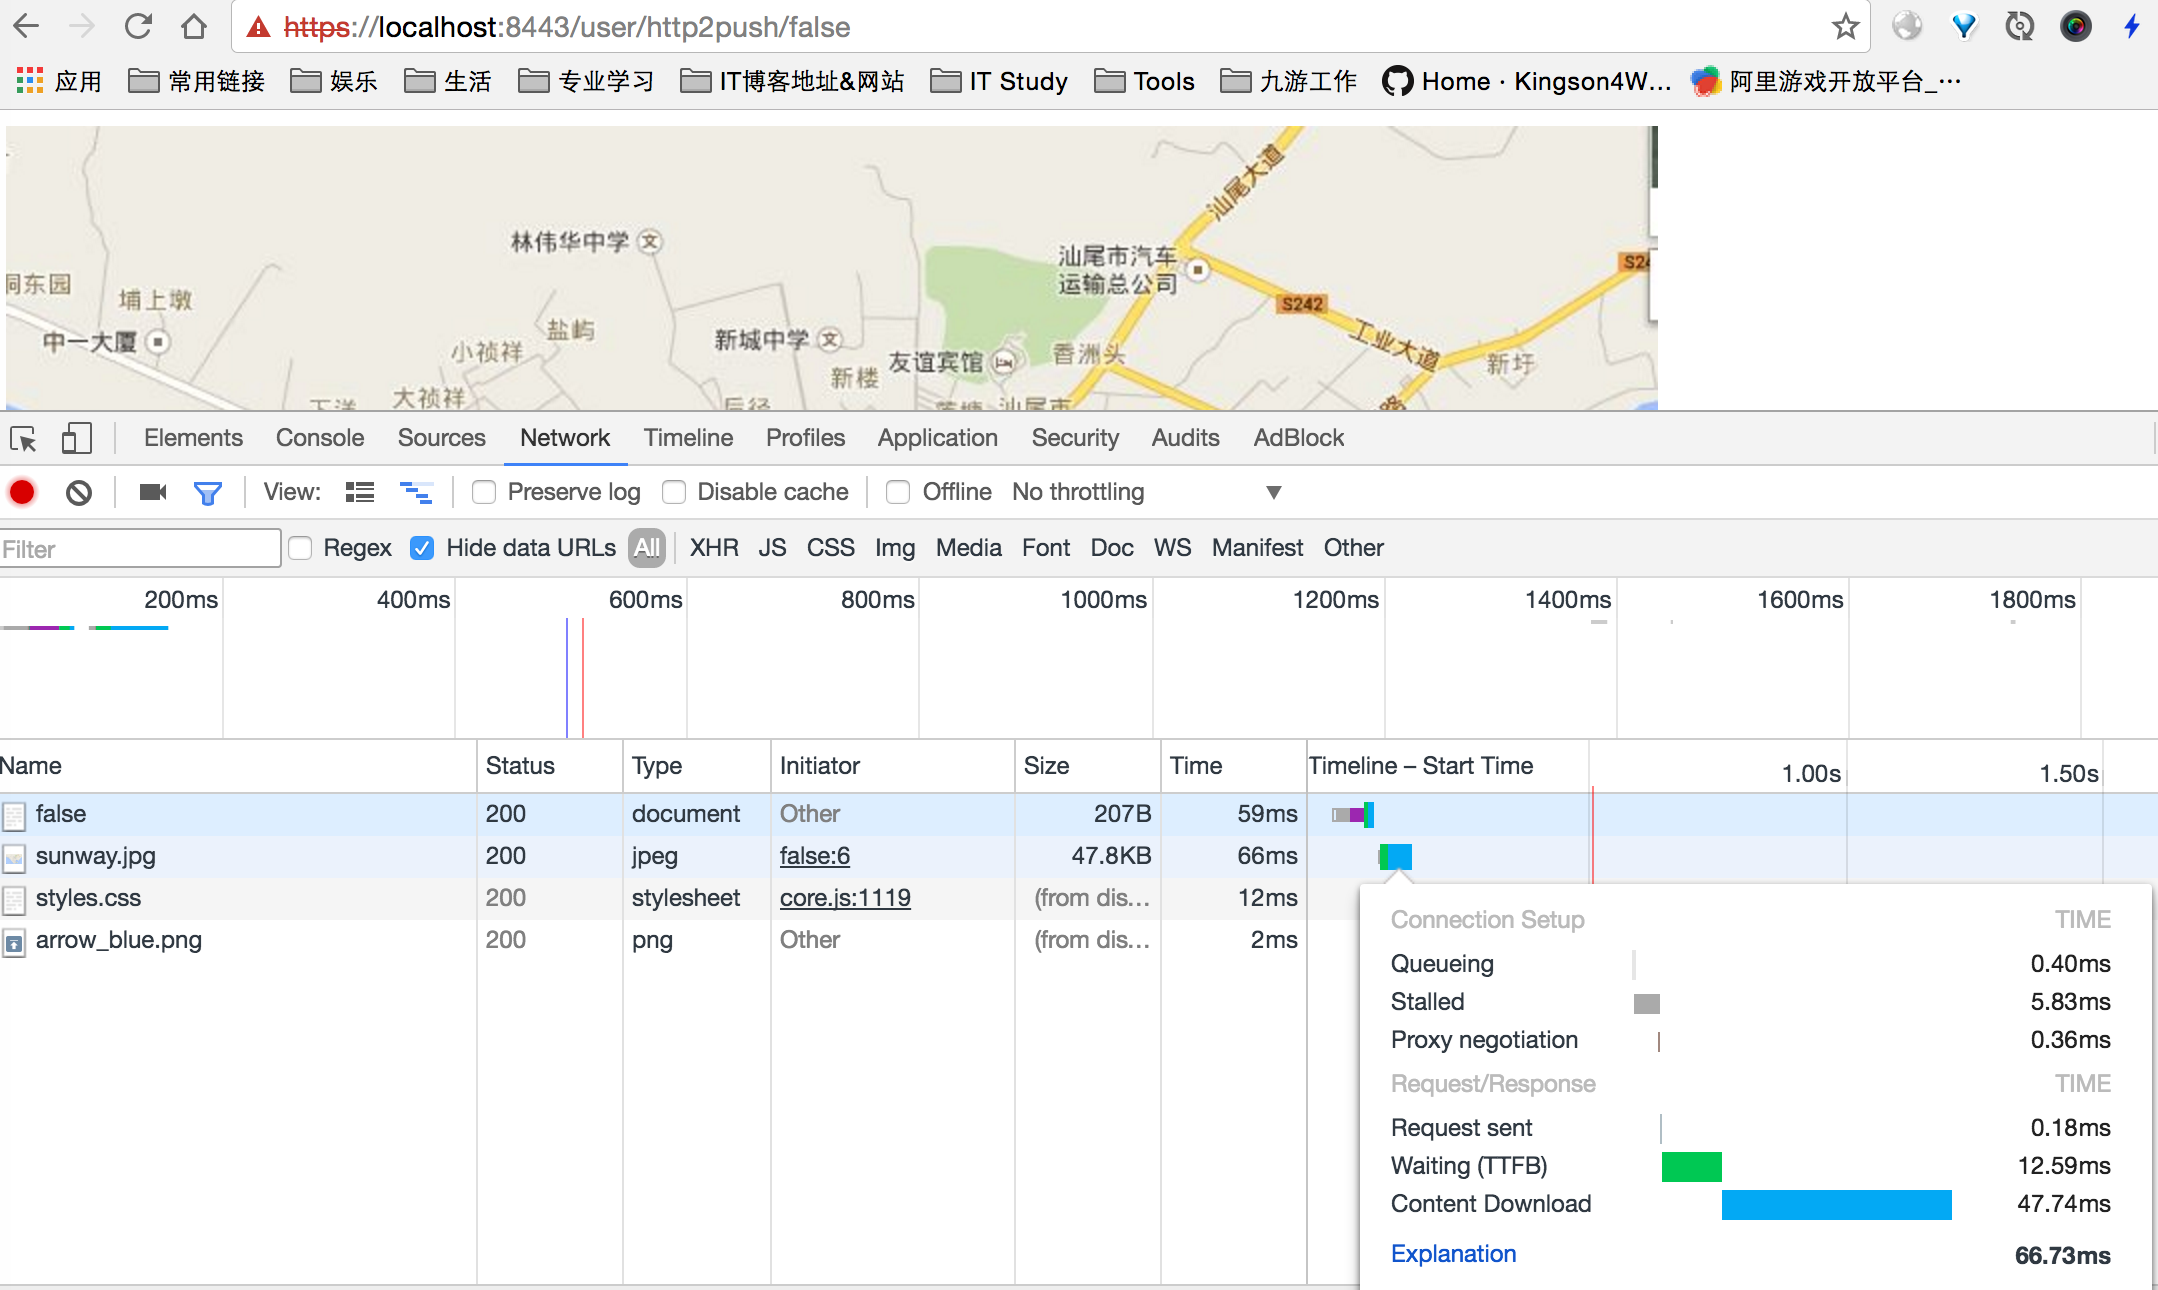 https://localhost:8443/user/http2push/false
应用 常用链接 娱乐 生活 专业学习 IT博客地址&网站 IT Study Tools 九游工作 Home · Kingson4W... 阿里游戏开放平台_...
汕尾大道
林伟华中学 文
汕尾市汽车
运输总公司
S24
洞东园
埔上墩
S242
盐屿
工业大道
中一大厦
新城中学 文
小祯祥
友谊宾馆
香洲头
新圩
新楼
大祯祥
汕尾市
Elements Console Sources Network Timeline Profiles Application Security Audits AdBlock
View: Preserve log Disable cache Offline No throttling
Filter Regex Hide data URLs All XHR JS CSS Img Media Font Doc WS Manifest Other
200ms 400ms 600ms 800ms 1000ms 1200ms 1400ms 1600ms 1800ms
Name Status Type Initiator Size Time Timeline – Start Time 1.00s 1.50s
false 200 document Other 207B 59ms
sunway.jpg 200 jpeg false:6 47.8KB 66ms
styles.css 200 stylesheet core.js:1119 (from dis... 12ms
arrow_blue.png 200 png Other (from dis... 2ms
Connection Setup TIME
Queueing 0.40ms
Stalled 5.83ms
Proxy negotiation 0.36ms
Request/Response TIME
Request sent 0.18ms
Waiting (TTFB) 12.59ms
Content Download 47.74ms
Explanation 66.73ms